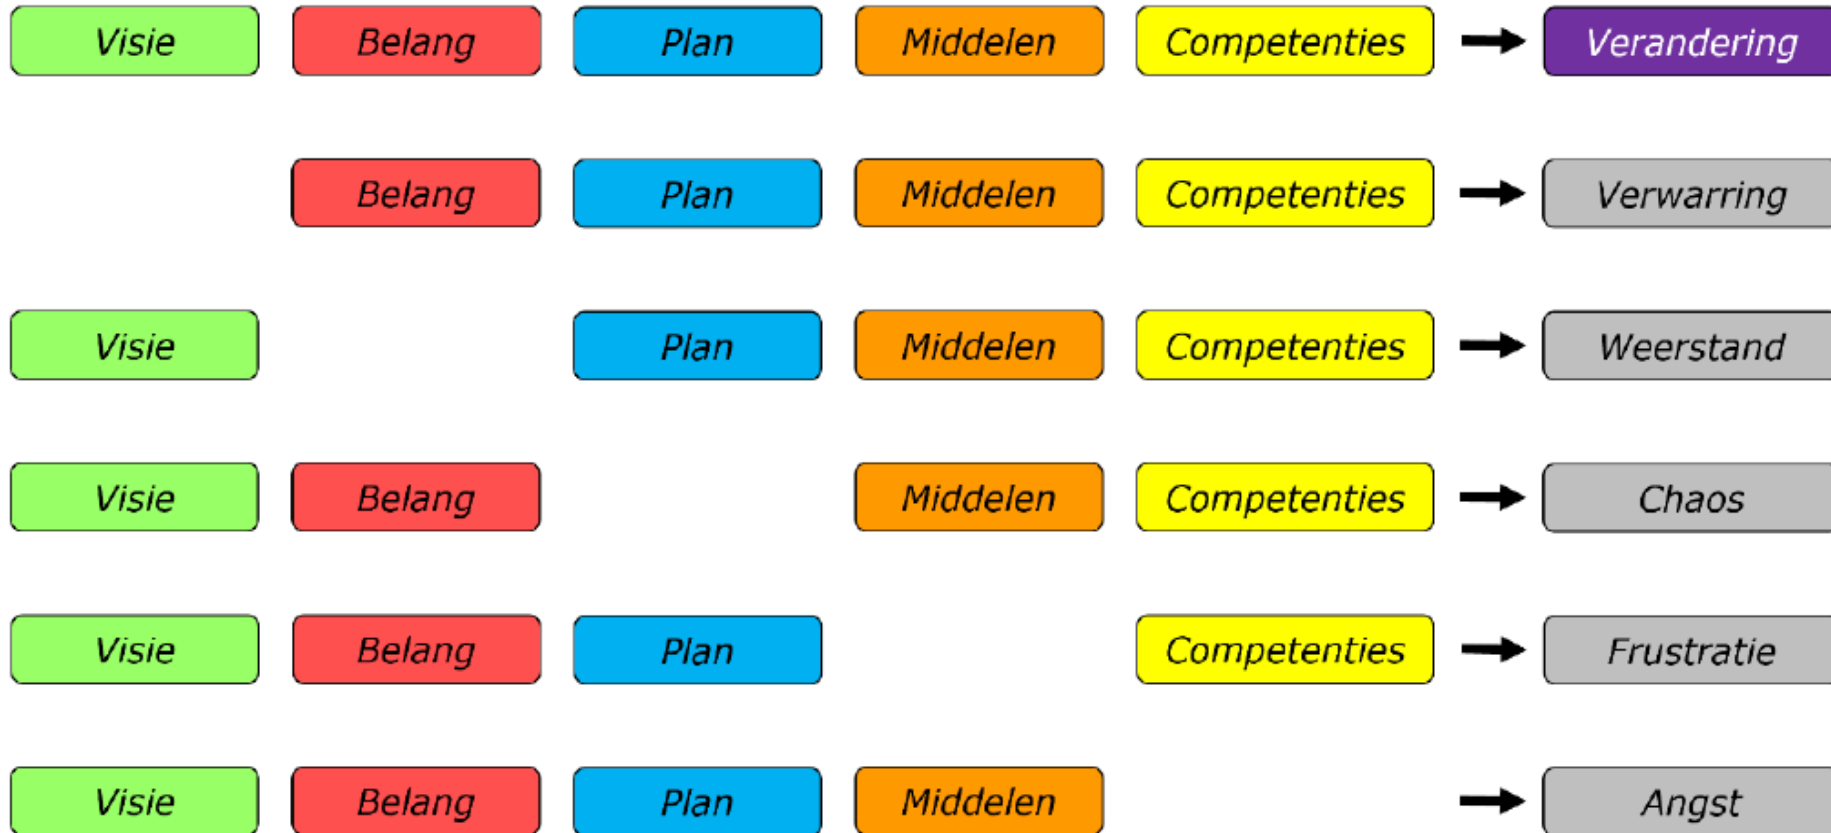 Visie Belang Plan Middelen Competenties Verandering
Belang Plan Middelen Competenties Verwarring
Visie Plan Middelen Competenties Weerstand
Visie Belang Middelen Competenties Chaos
Visie Belang Plan Competenties Frustratie
Visie Belang Plan Middelen Angst